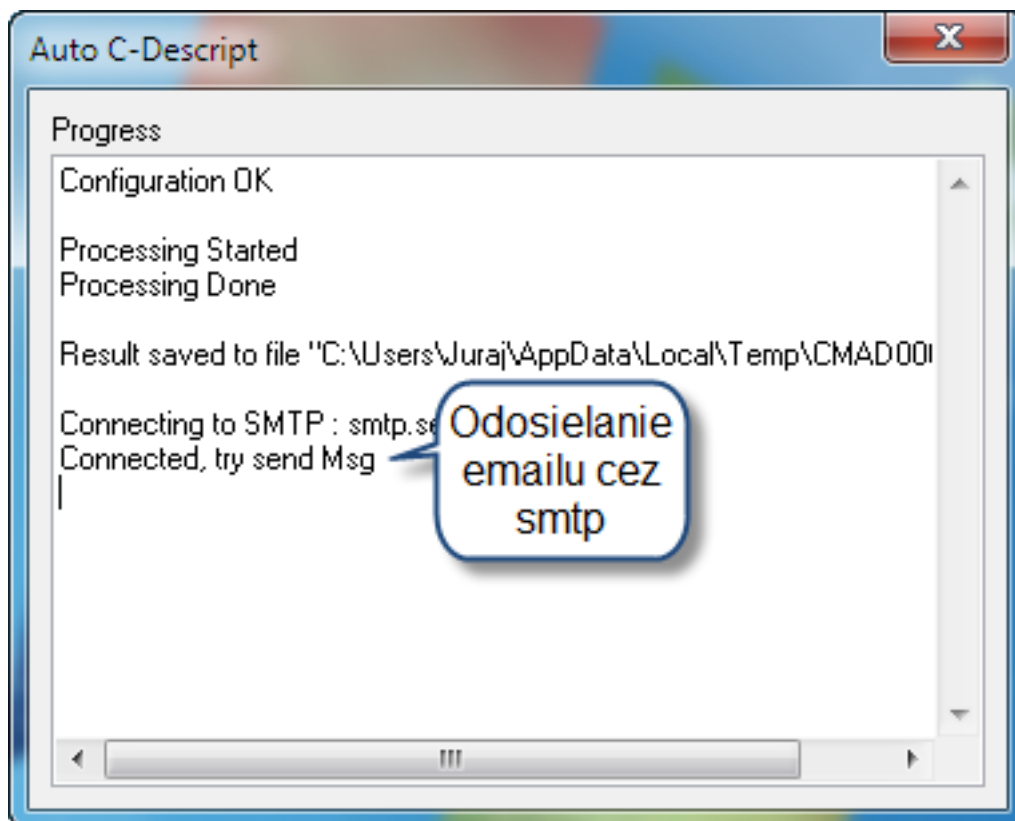 Auto C-Descript
Progress
Configuration OK
Processing Started
Processing Done
Result saved to file "C:\Users\Juraj\AppData\Local\Temp\CMAD00
Connecting to SMTP : smtp.se
Connected, try send Msg
Odosielanie
emailu cez
smtp